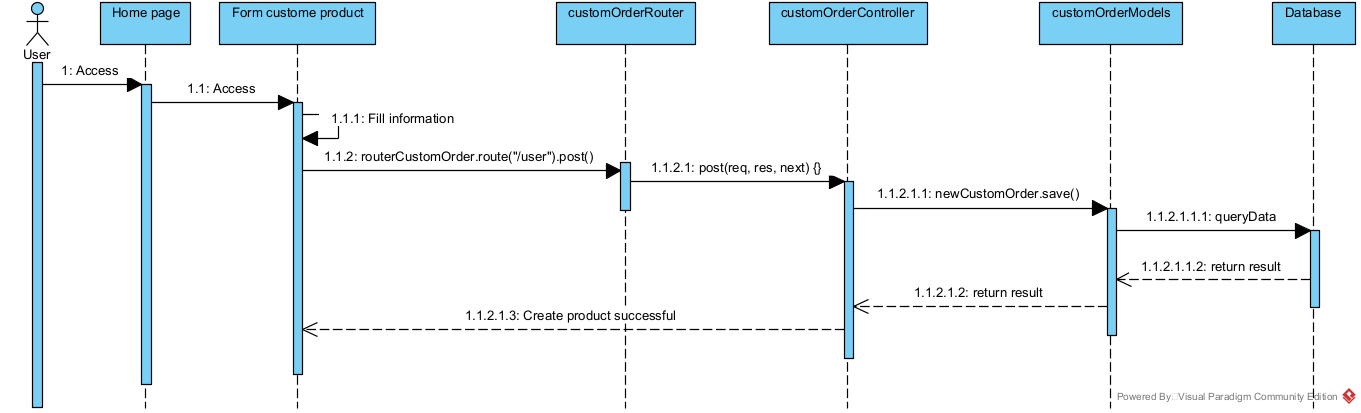 Home page
Form custome product
customOrderRouter
customOrderController
customOrderModels
Database
User
1: Access
1.1: Access
1.1.1: Fill information
1.1.2: routerCustomOrder.route("/user").post()
1.1.2.1: post(req, res, next) {}
1.1.2.1.1: newCustomOrder.save()
1.1.2.1.1.1: queryData
1.1.2.1.1.2: return result
1.1.2.1.2: return result
1.1.2.1.3: Create product successful
Powered By Visual Paradigm Community Edition